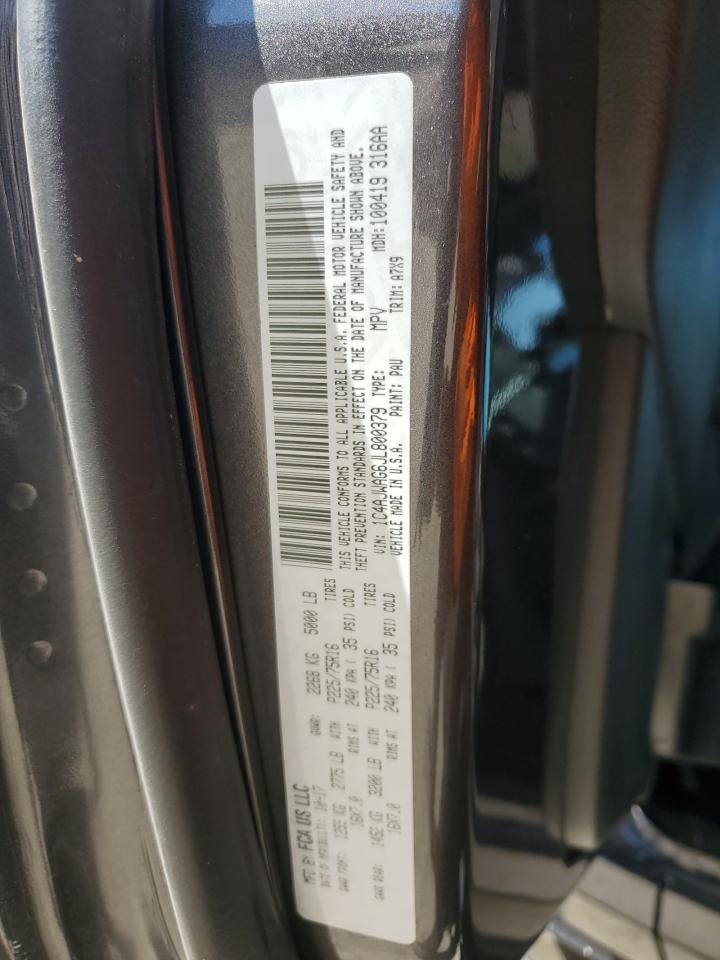 MFD BY FCA US LLC
DATE OF MFR/BUILT: 10-17 GVWR: 2268 KG 5000 LB
GAWR FRONT: 1259 KG 2775 LB WITH P225/75R16 TIRES
16X7.0 RIMS AT 240 KPA ( 35 PSI) COLD
GAWR REAR: 1452 KG 3200 LB WITH P225/75R16 TIRES
16X7.0 RIMS AT 240 KPA ( 35 PSI) COLD
THIS VEHICLE CONFORMS TO ALL APPLICABLE U.S.A. FEDERAL MOTOR VEHICLE SAFETY AND
THEFT PREVENTION STANDARDS IN EFFECT ON THE DATE OF MANUFACTURE SHOWN ABOVE.
VIN: 1C4AJWAG6JL800379 TYPE: MPV MDH: 100419 316AA
VEHICLE MADE IN U.S.A. PAINT: PAU TRIM: A7X9